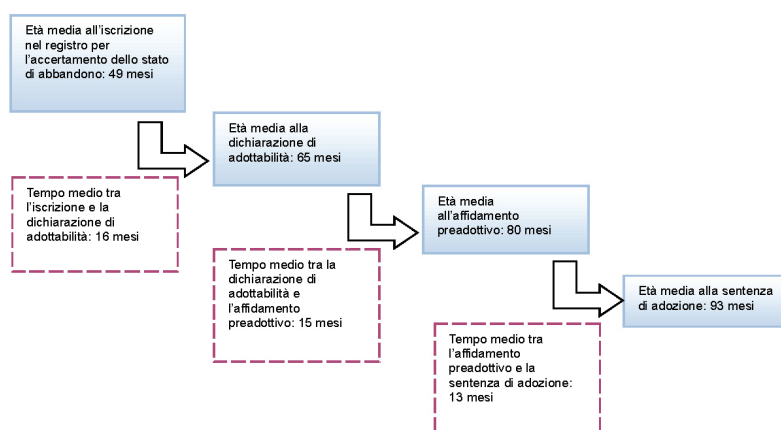 Età media all'iscrizione
nel registro per
l'accertamento dello stato
di abbandono: 49 mesi
Età media alla
dichiarazione di
adottabilità: 65 mesi
Tempo medio tra
l'iscrizione e la
dichiarazione di
adottabilità: 16 mesi
Età media
all'affidamento
preadottivo: 80 mesi
Tempo medio tra la
dichiarazione di
adottabilità e
l'affidamento
preadottivo: 15 mesi
Età media alla sentenza
di adozione: 93 mesi
Tempo medio tra
l'affidamento
preadottivo e la
sentenza di adozione:
13 mesi